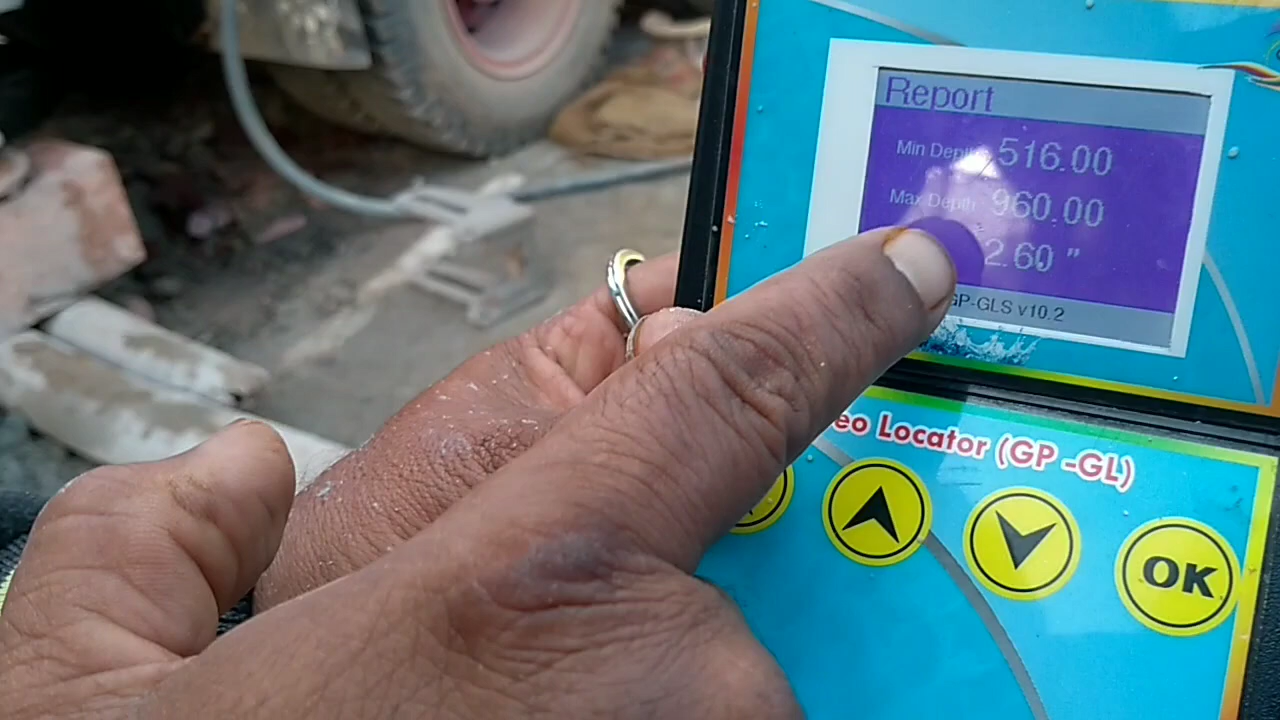 Report
Min Depth 516.00
Max Depth 960.00
2.60 "
GP-GLS v10.2
eo Locator (GP -GL)
OK